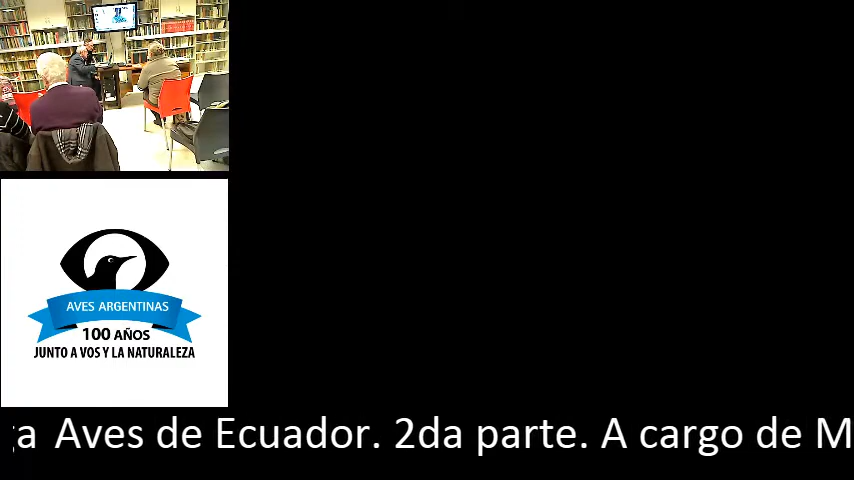 AVES ARGENTINAS
100 AÑOS
JUNTO A VOS Y LA NATURALEZA
Aves de Ecuador. 2da parte. A cargo de M